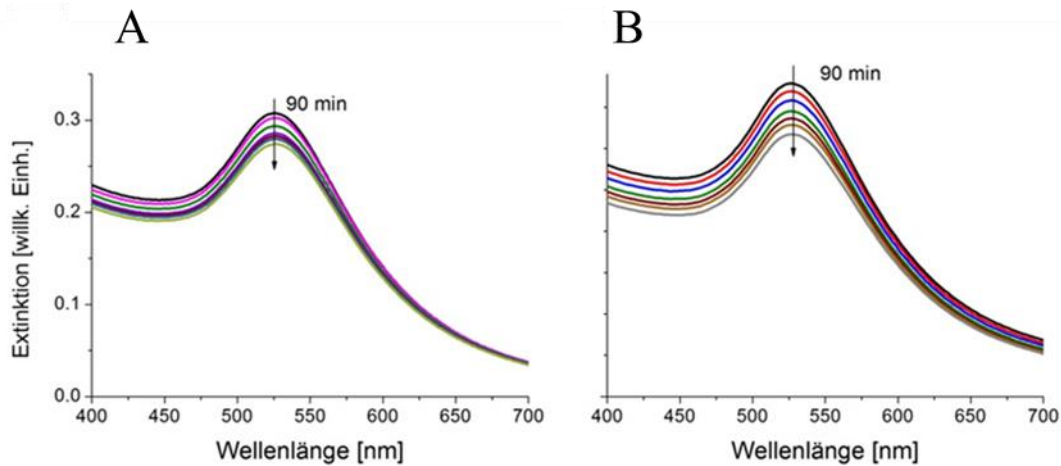 A
B
90 min
90 min
0.3
0.2
0.1
0.0
Extinktion [willk. Einh.]
400 450 500 550 600 650 700
400 450 500 550 600 650 700
Wellenlänge [nm]
Wellenlänge [nm]